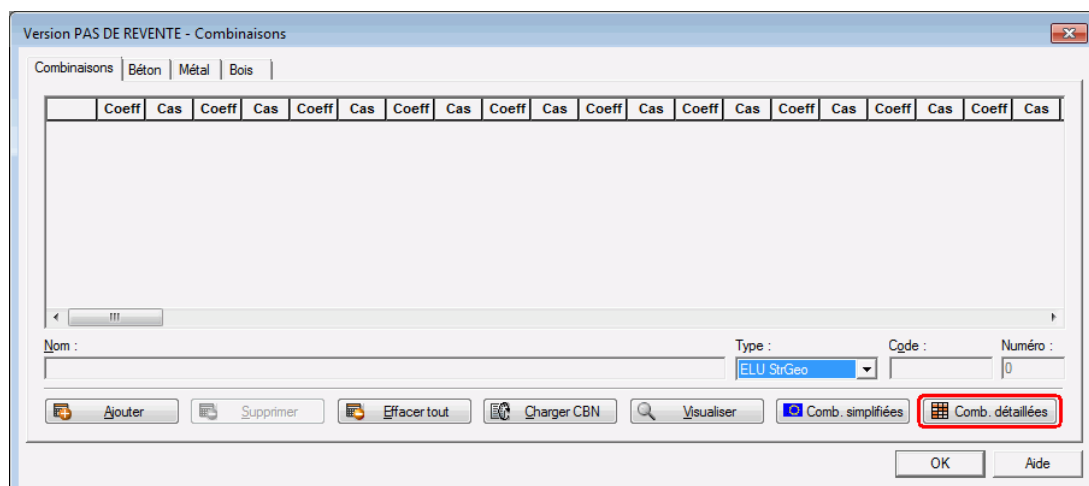 Version PAS DE REVENTE - Combinaisons
Combinaisons Béton Métal Bois
Coeff Cas Coeff Cas Coeff Cas Coeff Cas Coeff Cas Coeff Cas Coeff Cas Coeff Cas Coeff Cas Coeff Cas
Nom : Type : Code : Numéro :
ELU StrGeo 0
Ajouter Supprimer Effacer tout Charger CBN Visualiser Comb. simplifiées Comb. détaillées
OK Aide